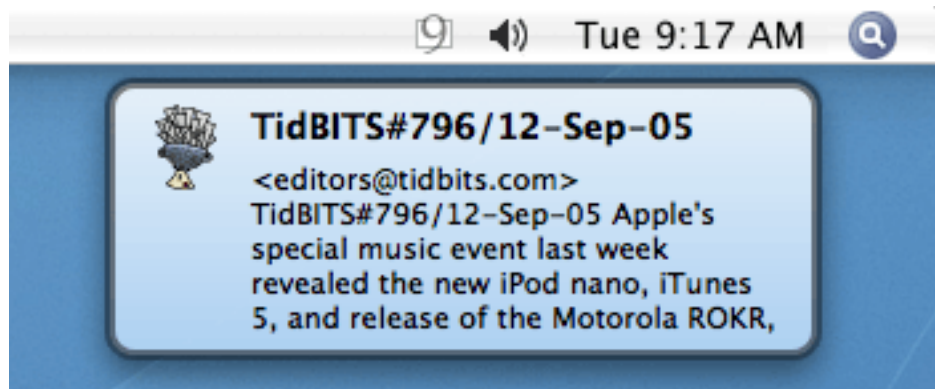 9 Tue 9:17 AM
TidBITS#796/12-Sep-05
<editors@tidbits.com>
TidBITS#796/12-Sep-05 Apple's
special music event last week
revealed the new iPod nano, iTunes
5, and release of the Motorola ROKR,